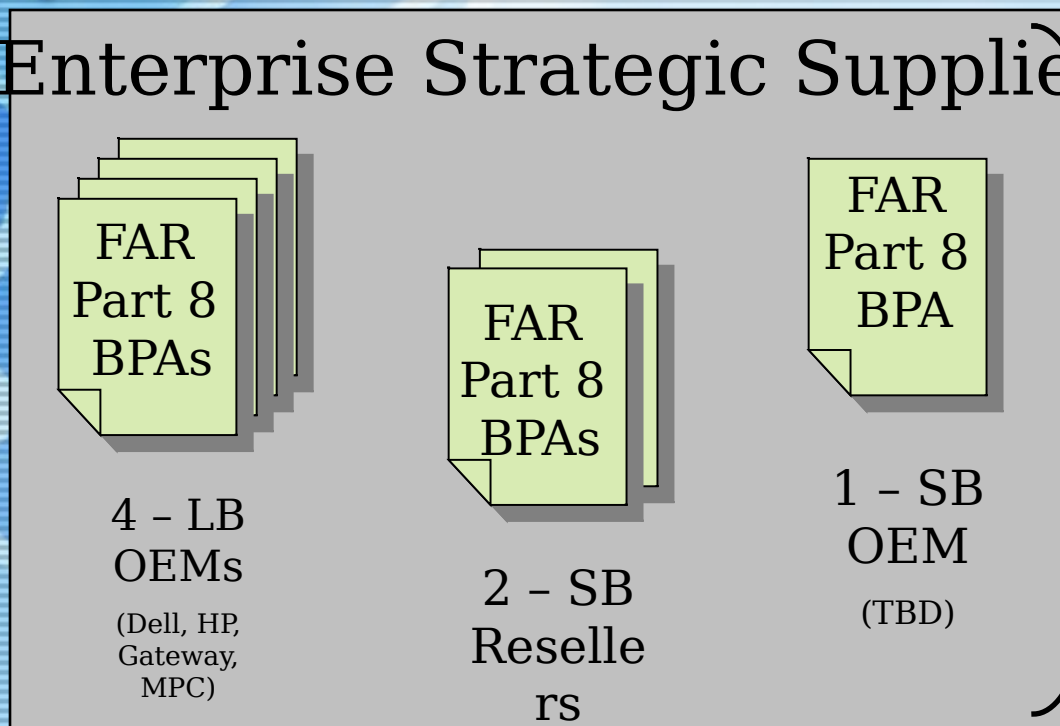 Enterprise Strategic Supplie
FAR
Part 8
BPAs
4 – LB
OEMs
(Dell, HP,
Gateway,
MPC)
FAR
Part 8
BPAs
2 – SB
Reselle
rs
FAR
Part 8
BPA
1 – SB
OEM
(TBD)